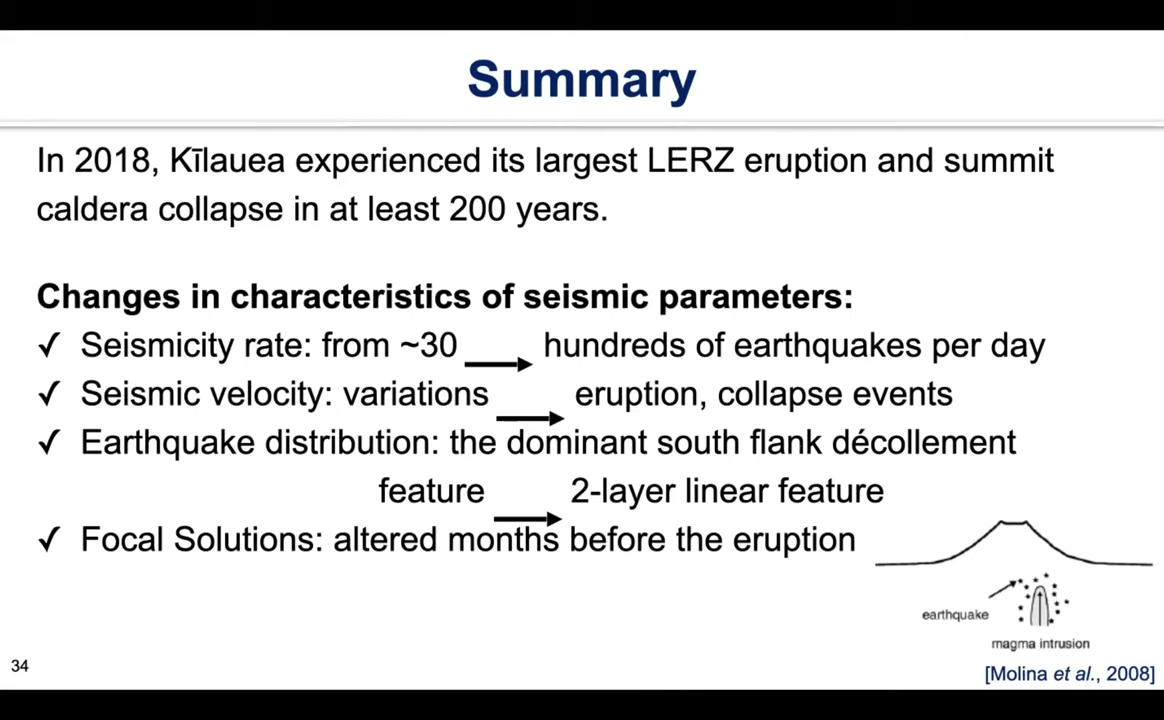 Summary
In 2018, Kīlauea experienced its largest LERZ eruption and summit
caldera collapse in at least 200 years.
Changes in characteristics of seismic parameters:
✓ Seismicity rate: from ~30 → hundreds of earthquakes per day
✓ Seismic velocity: variations → eruption, collapse events
✓ Earthquake distribution: the dominant south flank décollement
feature → 2-layer linear feature
✓ Focal Solutions: altered months before the eruption
earthquake
magma intrusion
34
[Molina et al., 2008]